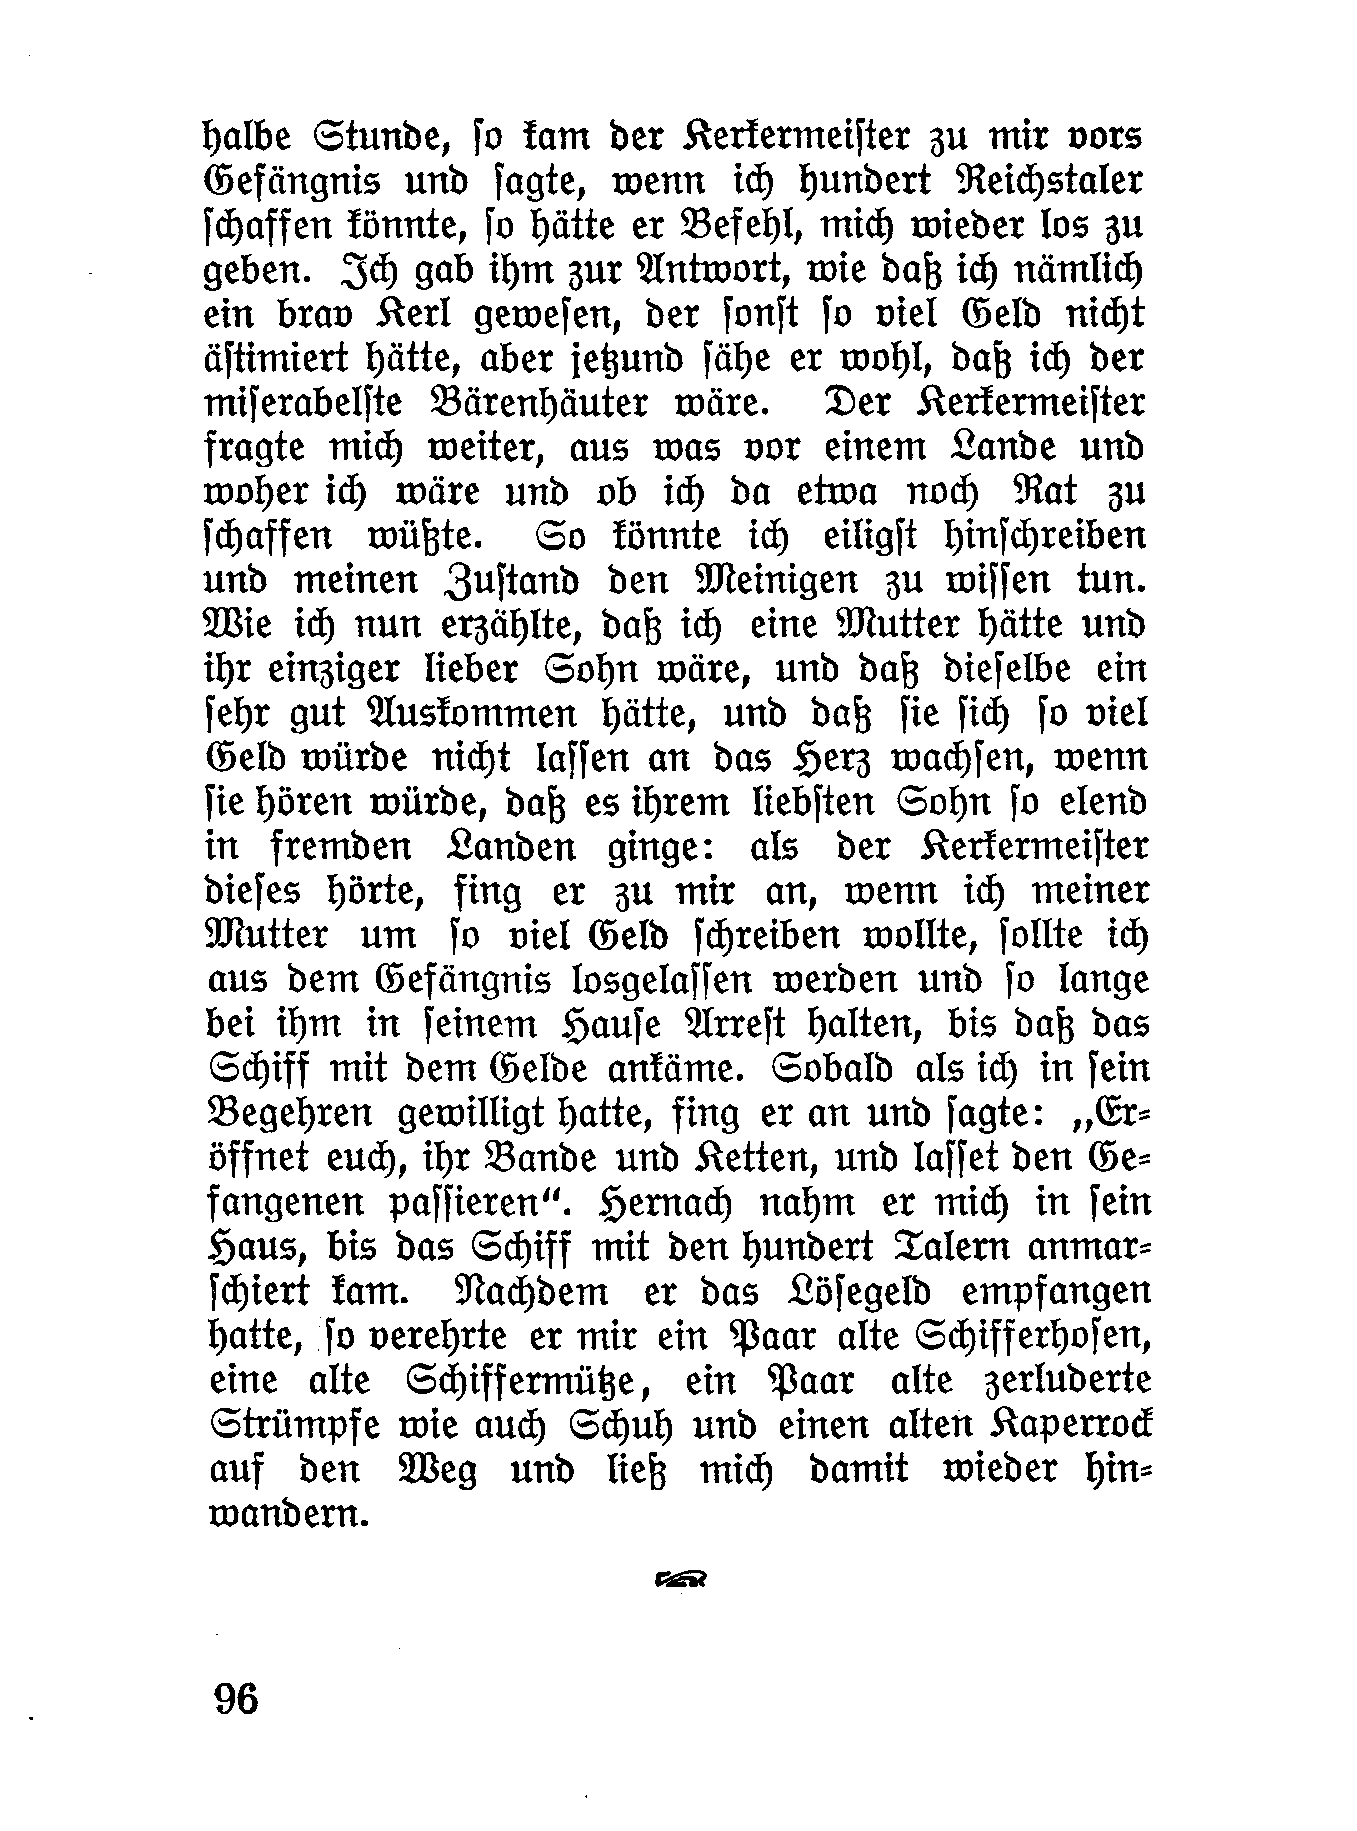 halbe Stunde, ſo kam der Kerkermeiſter zu mir vors
Gefängnis und ſagte, wenn ich hundert Reichstaler
ſchaffen könnte, ſo hätte er Befehl, mich wieder los zu
geben. Ich gab ihm zur Antwort, wie daß ich nämlich
ein brav Kerl geweſen, der ſonſt ſo viel Geld nicht
äſtimiert hätte, aber jetzund ſähe er wohl, daß ich der
miſerabelſte Bärenhäuter wäre. Der Kerkermeiſter
fragte mich weiter, aus was vor einem Lande und
woher ich wäre und ob ich da etwa noch Rat zu
ſchaffen wüßte. So könnte ich eiligſt hinſchreiben
und meinen Zuſtand den Meinigen zu wiſſen tun.
Wie ich nun erzählte, daß ich eine Mutter hätte und
ihr einziger lieber Sohn wäre, und daß dieſelbe ein
ſehr gut Auskommen hätte, und daß ſie ſich ſo viel
Geld würde nicht laſſen an das Herz wachſen, wenn
ſie hören würde, daß es ihrem liebſten Sohn ſo elend
in fremden Landen ginge: als der Kerkermeiſter
dieſes hörte, fing er zu mir an, wenn ich meiner
Mutter um ſo viel Geld ſchreiben wollte, ſollte ich
aus dem Gefängnis losgelaſſen werden und ſo lange
bei ihm in ſeinem Hauſe Arreſt halten, bis daß das
Schiff mit dem Gelde ankäme. Sobald als ich in ſein
Begehren gewilligt hatte, fing er an und ſagte: „Er⸗
öffnet euch, ihr Bande und Ketten, und laſſet den Ge⸗
fangenen paſſieren“. Hernach nahm er mich in ſein
Haus, bis das Schiff mit den hundert Talern anmar⸗
ſchiert kam. Nachdem er das Löſegeld empfangen
hatte, ſo verehrte er mir ein Paar alte Schifferhoſen,
eine alte Schiffermütze, ein Paar alte zerluderte
Strümpfe wie auch Schuh und einen alten Kaperrock
auf den Weg und ließ mich damit wieder hin⸗
wandern.
96